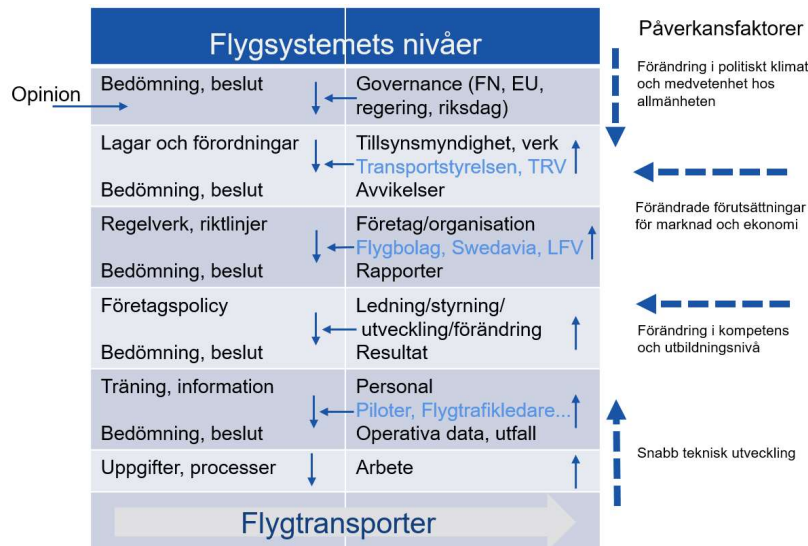 Flygsystemets nivåer
Påverkansfaktorer
Opinion
Bedömning, beslut
Governance (FN, EU,
regering, riksdag)
Förändring i politiskt klimat
och medvetenhet hos
allmänheten
Lagar och förordningar
Tillsynsmyndighet, verk
Transportstyrelsen, TRV
Bedömning, beslut
Avvikelser
Regelverk, riktlinjer
Företag/organisation
Flygbolag, Swedavia, LFV
Bedömning, beslut
Rapporter
Förändrade förutsättningar
för marknad och ekonomi
Företagspolicy
Ledning/styrning/
utveckling/förändring
Bedömning, beslut
Resultat
Förändring i kompetens
och utbildningsnivå
Träning, information
Personal
Piloter, Flygtrafikledare...
Bedömning, beslut
Operativa data, utfall
Uppgifter, processer
Arbete
Snabb teknisk utveckling
Flygtransporter